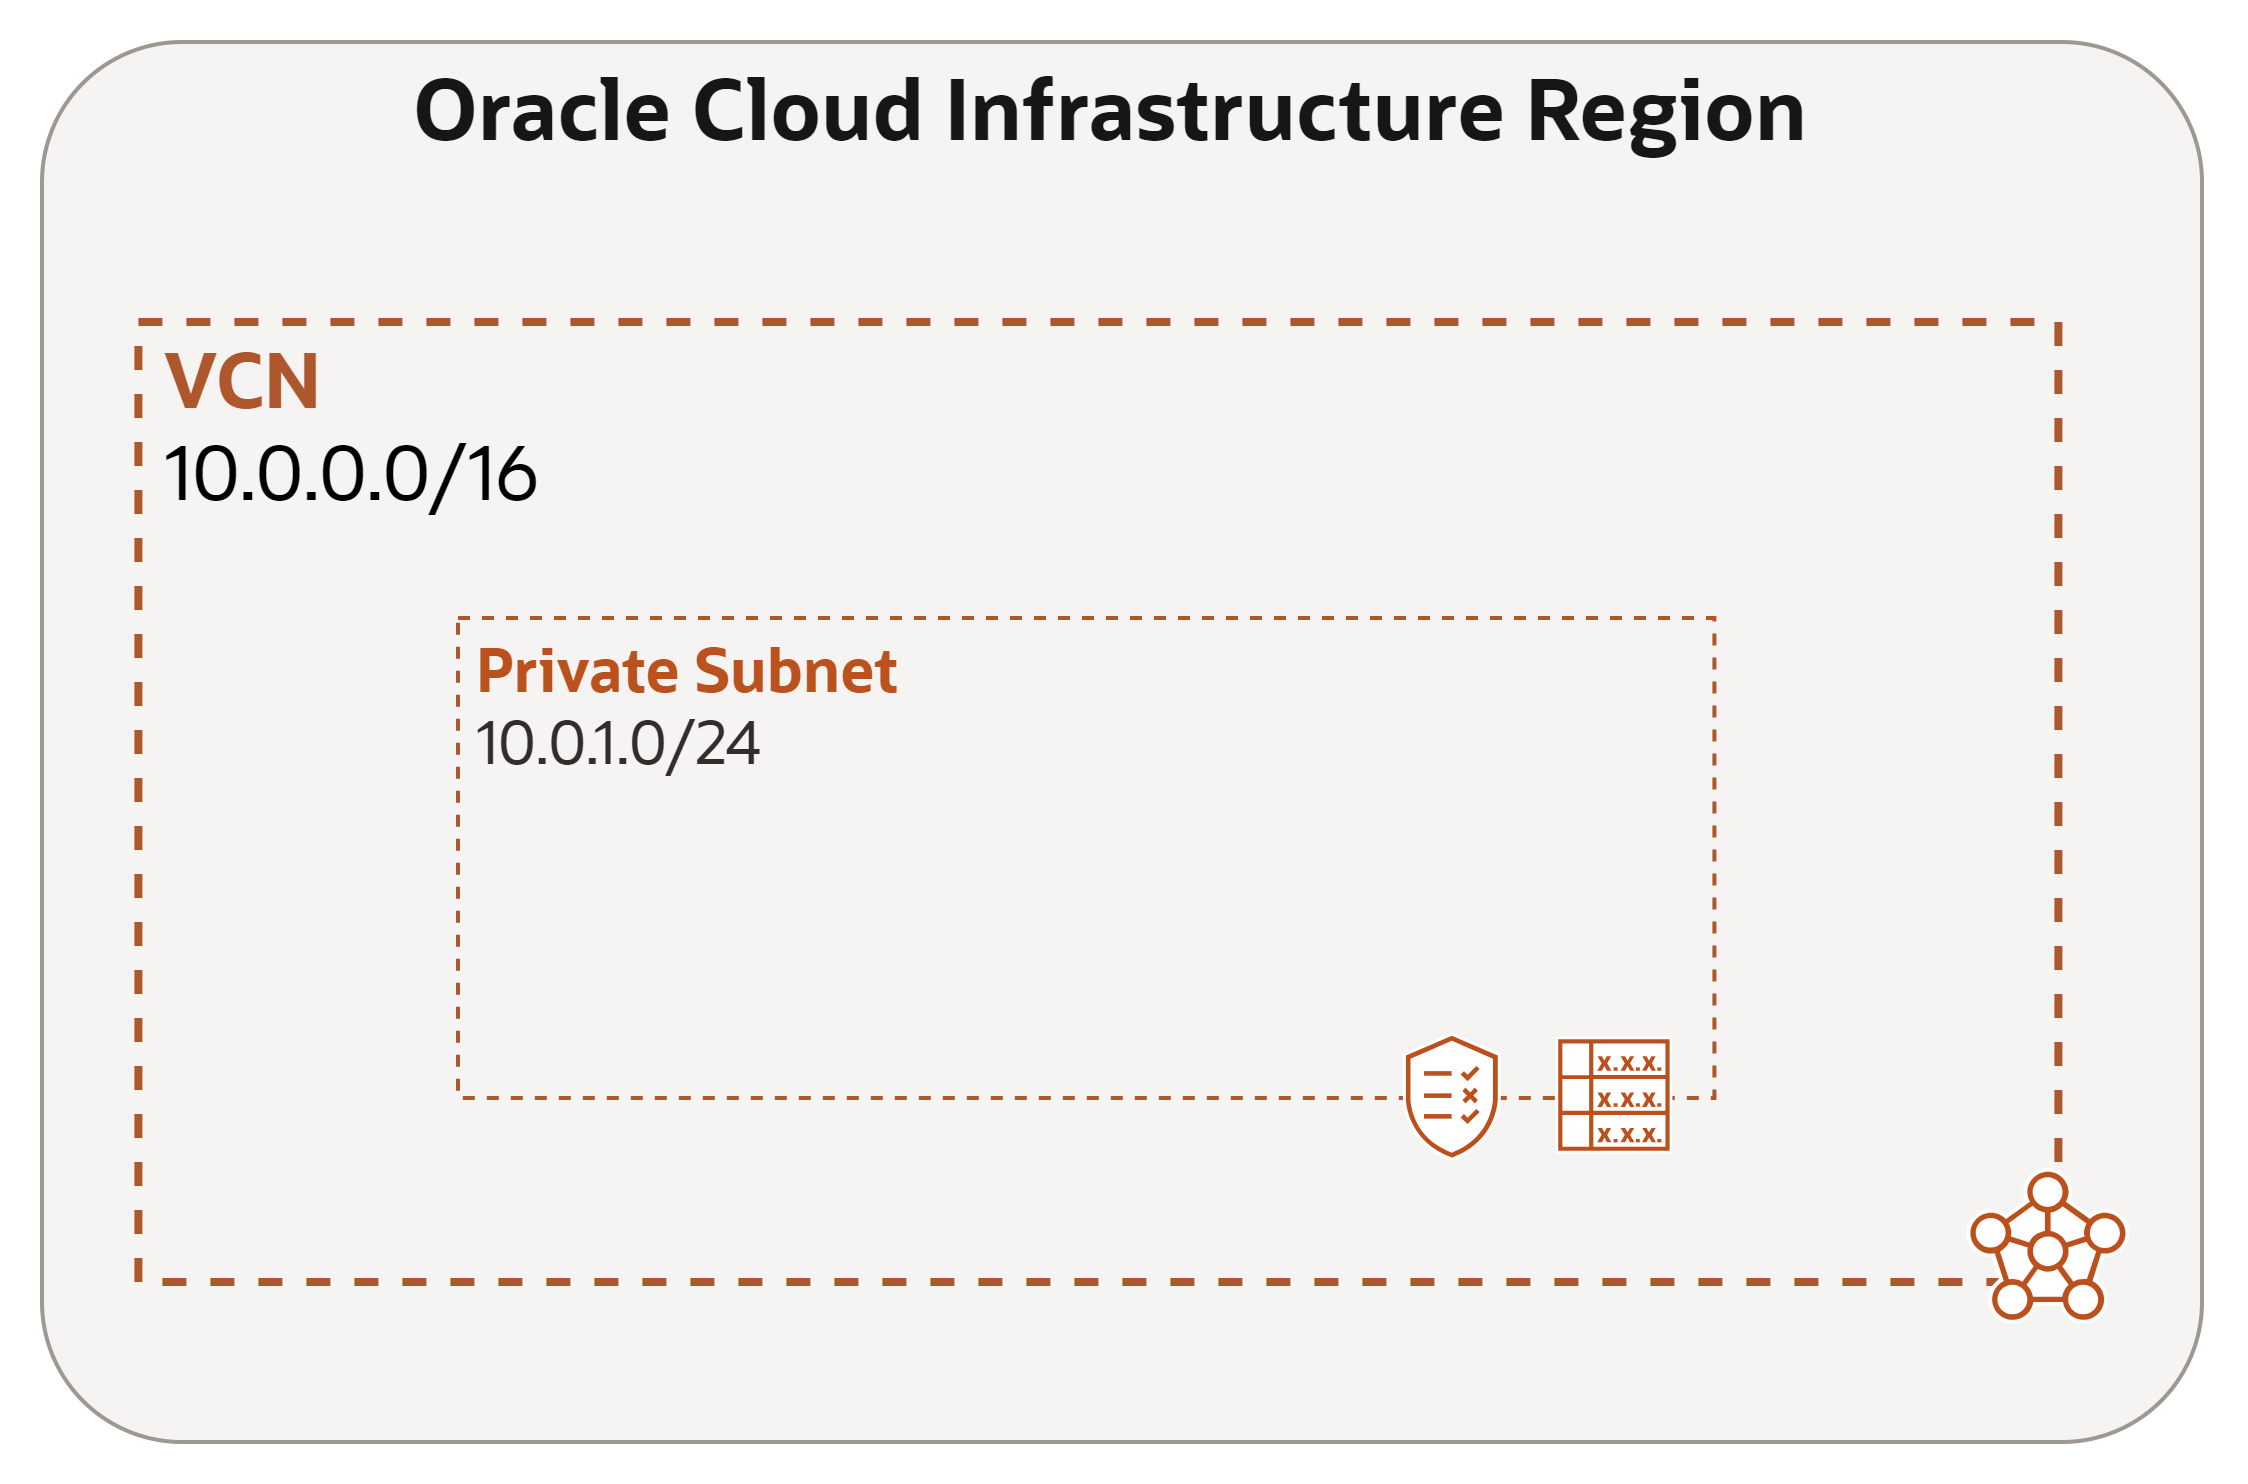 Oracle Cloud Infrastructure Region
VCN
10.0.0.0/16
Private Subnet
10.0.1.0/24
x.x.x.
x.x.x.
x.x.x.